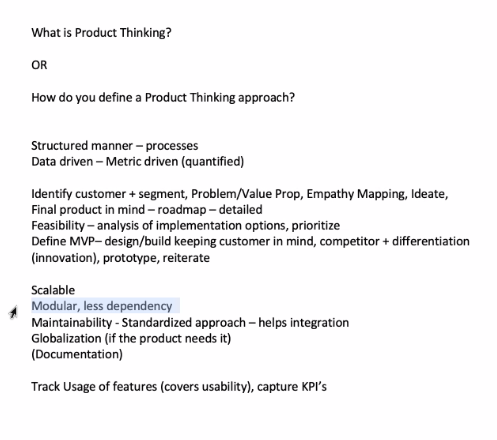 What is Product Thinking?
OR
How do you define a Product Thinking approach?
Structured manner – processes
Data driven – Metric driven (quantified)
Identify customer + segment, Problem/Value Prop, Empathy Mapping, Ideate,
Final product in mind – roadmap – detailed
Feasibility – analysis of implementation options, prioritize
Define MVP– design/build keeping customer in mind, competitor + differentiation
(innovation), prototype, reiterate
Scalable
Modular, less dependency
Maintainability - Standardized approach – helps integration
Globalization (if the product needs it)
(Documentation)
Track Usage of features (covers usability), capture KPI's